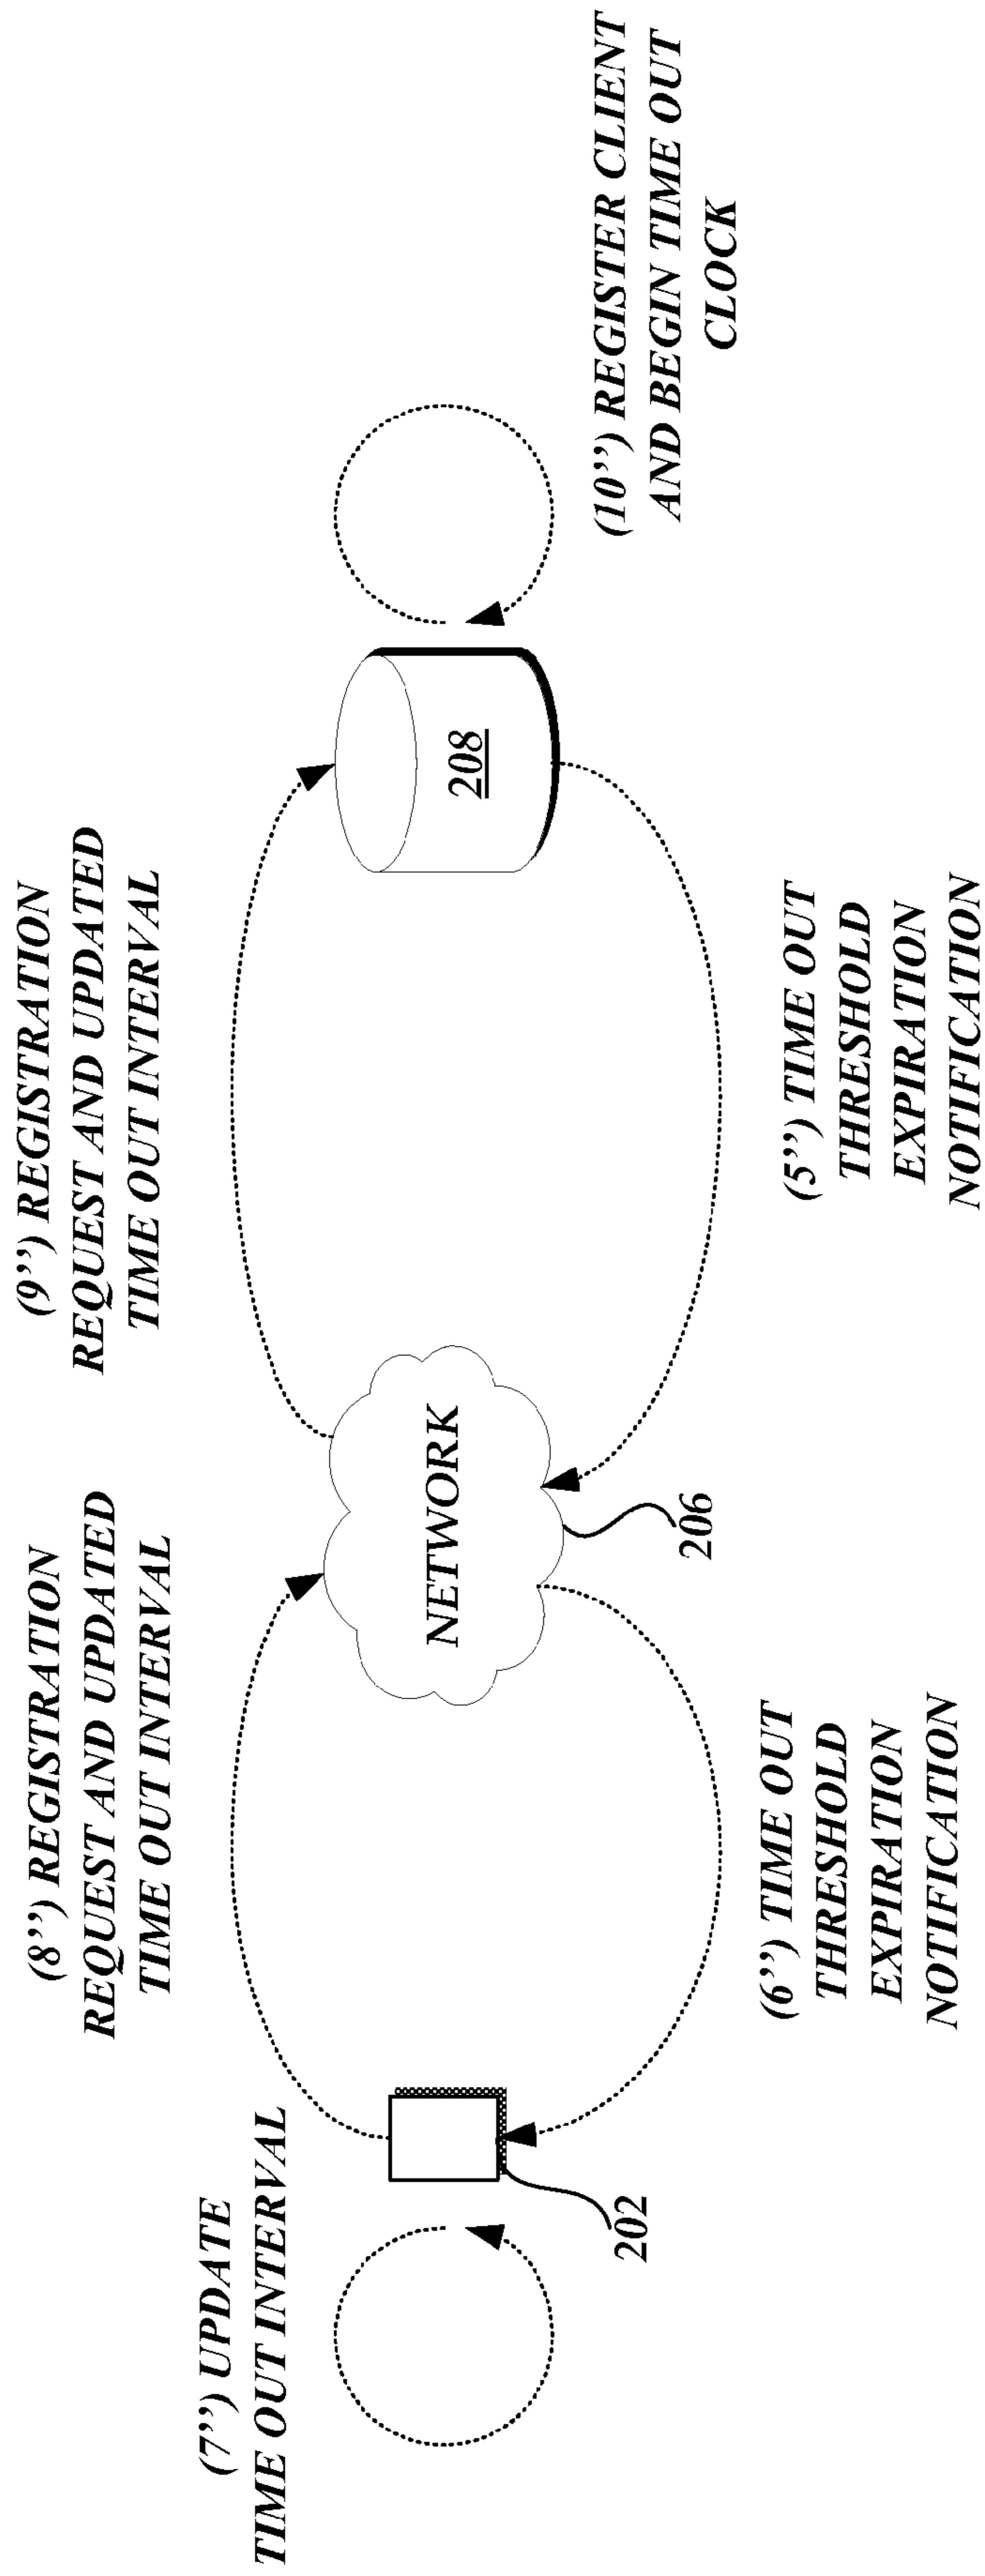 (7’’) UPDATE
TIME OUT INTERVAL
(8’’) REGISTRATION
REQUEST AND UPDATED
TIME OUT INTERVAL
(9’’) REGISTRATION
REQUEST AND UPDATED
TIME OUT INTERVAL
NETWORK
208
202
206
(10’’) REGISTER CLIENT
AND BEGIN TIME OUT
CLOCK
(6’’) TIME OUT
THRESHOLD
EXPIRATION
NOTIFICATION
(5’’) TIME OUT
THRESHOLD
EXPIRATION
NOTIFICATION